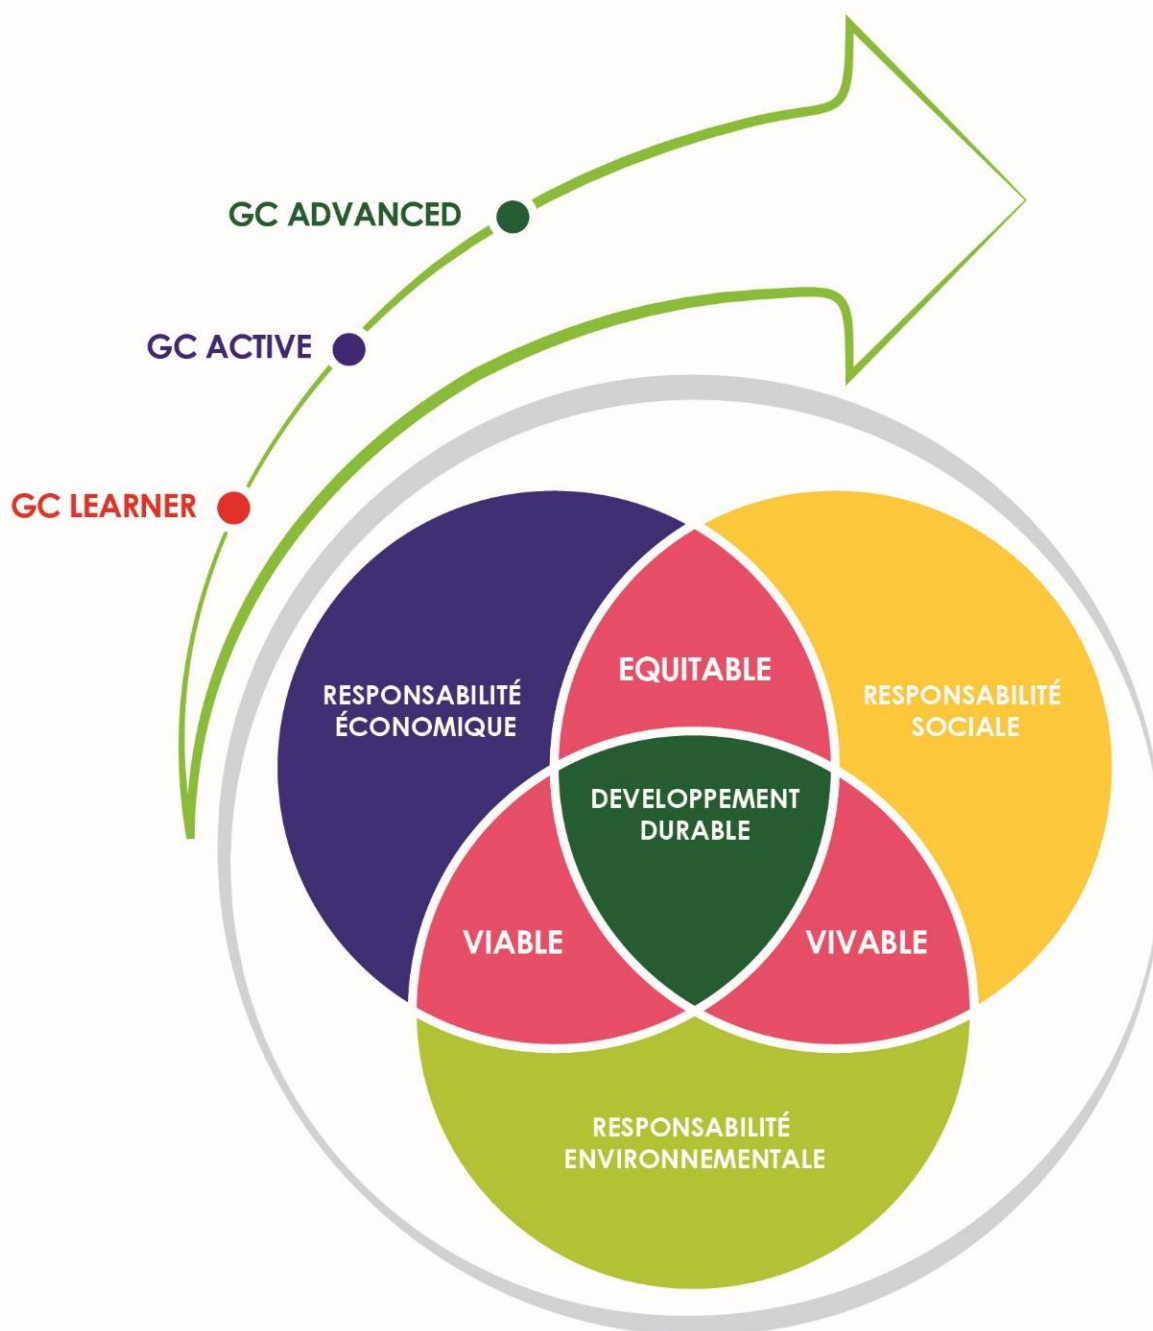 GC ADVANCED
GC ACTIVE
GC LEARNER
EQUITABLE
RESPONSABILITÉ
ÉCONOMIQUE
RESPONSABILITÉ
SOCIALE
DEVELOPPEMENT
DURABLE
VIABLE
VIVABLE
RESPONSABILITÉ
ENVIRONNEMENTALE